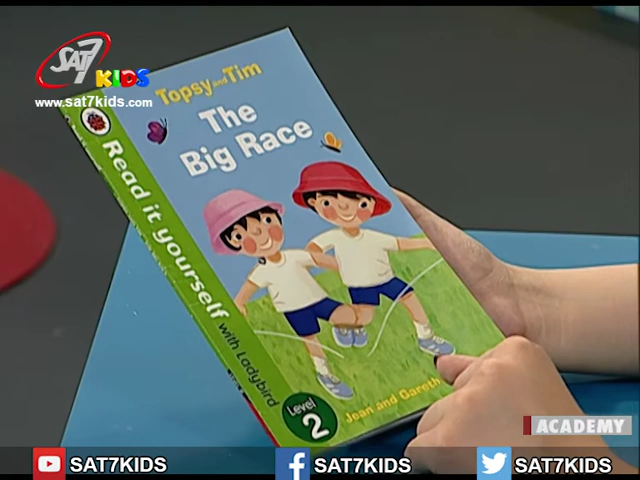 SAT7
KIDS
www.sat7kids.com
Topsy and Tim
The
Big Race
Read it yourself
with Ladybird
Level
2
Jean and Gareth
ACADEMY
SAT7KIDS
SAT7KIDS
SAT7KIDS